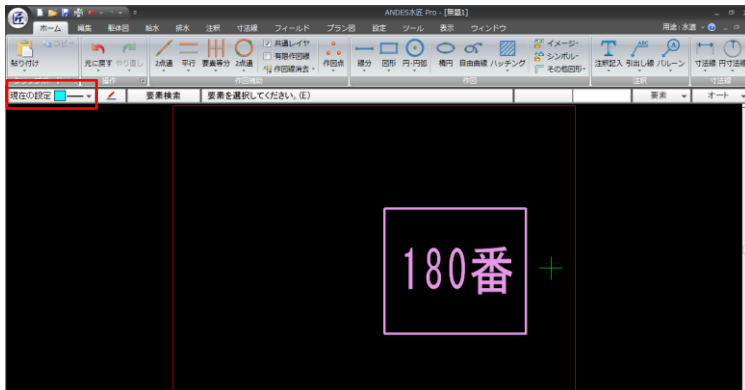 ANDES水匠 Pro - [無題1]
ホーム 編集 躯体図 給水 排水 注釈 寸法線 フィールド プラン図 設定 ツール 表示 ウィンドウ 用途:水道
貼り付け コピー 元に戻す やり直し 2点通 平行 要素等分 2点通 共通レイヤ 有限作図線 作図線消去 作図点 線分 図形 円・円弧 楕円 自由曲線 ハッチング イメージ シンボル その他図形 注釈記入 引出し線 バルーン 寸法線 円寸法線
操作 作図補助 作図 注釈 寸法線
現在の設定 要素検索 要素を選択してください。(E) 要素 オート
180番